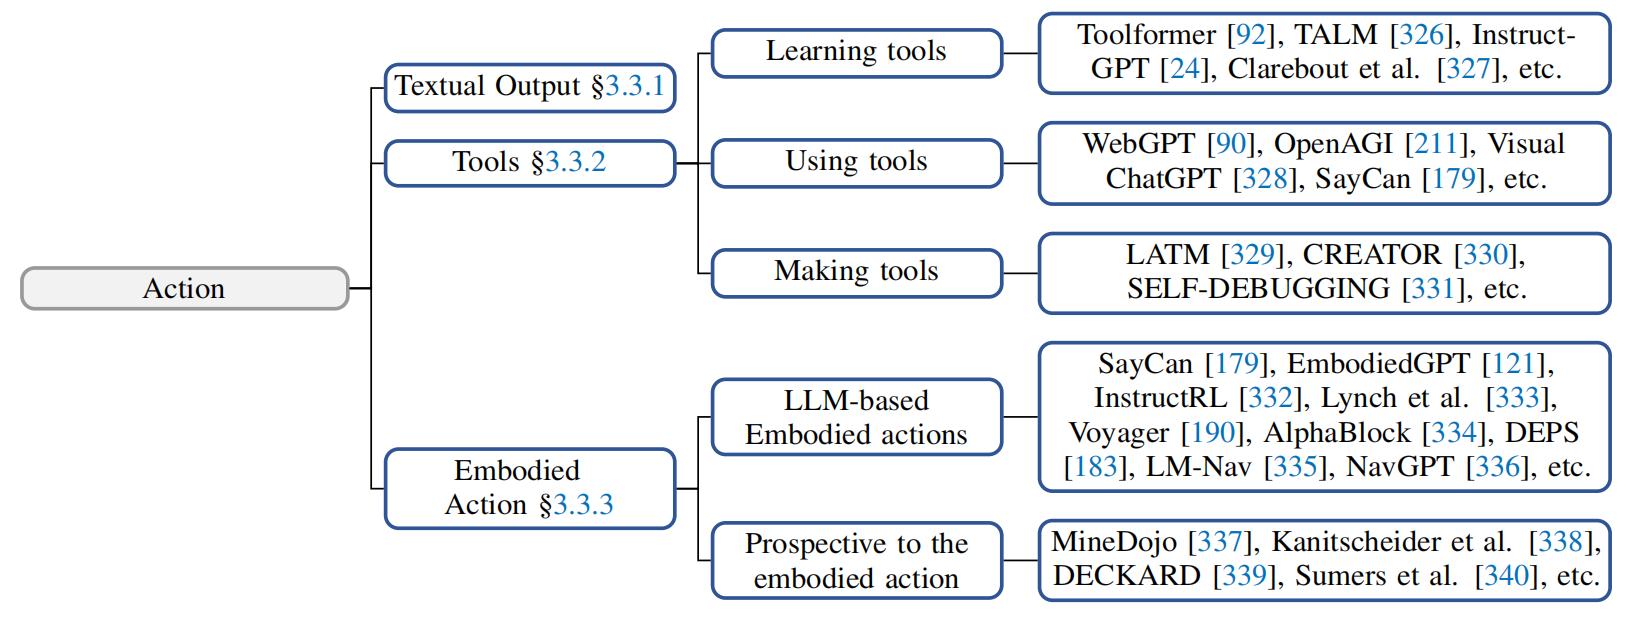 Action
Textual Output §3.3.1
Tools §3.3.2
Learning tools
Toolformer [92], TALM [326], Instruct-
GPT [24], Clarebout et al. [327], etc.
Using tools
WebGPT [90], OpenAGI [211], Visual
ChatGPT [328], SayCan [179], etc.
Making tools
LATM [329], CREATOR [330],
SELF-DEBUGGING [331], etc.
Embodied
Action §3.3.3
LLM-based
Embodied actions
SayCan [179], EmbodiedGPT [121],
InstructRL [332], Lynch et al. [333],
Voyager [190], AlphaBlock [334], DEPS
[183], LM-Nav [335], NavGPT [336], etc.
Prospective to the
embodied action
MineDojo [337], Kanitscheider et al. [338],
DECKARD [339], Sumers et al. [340], etc.